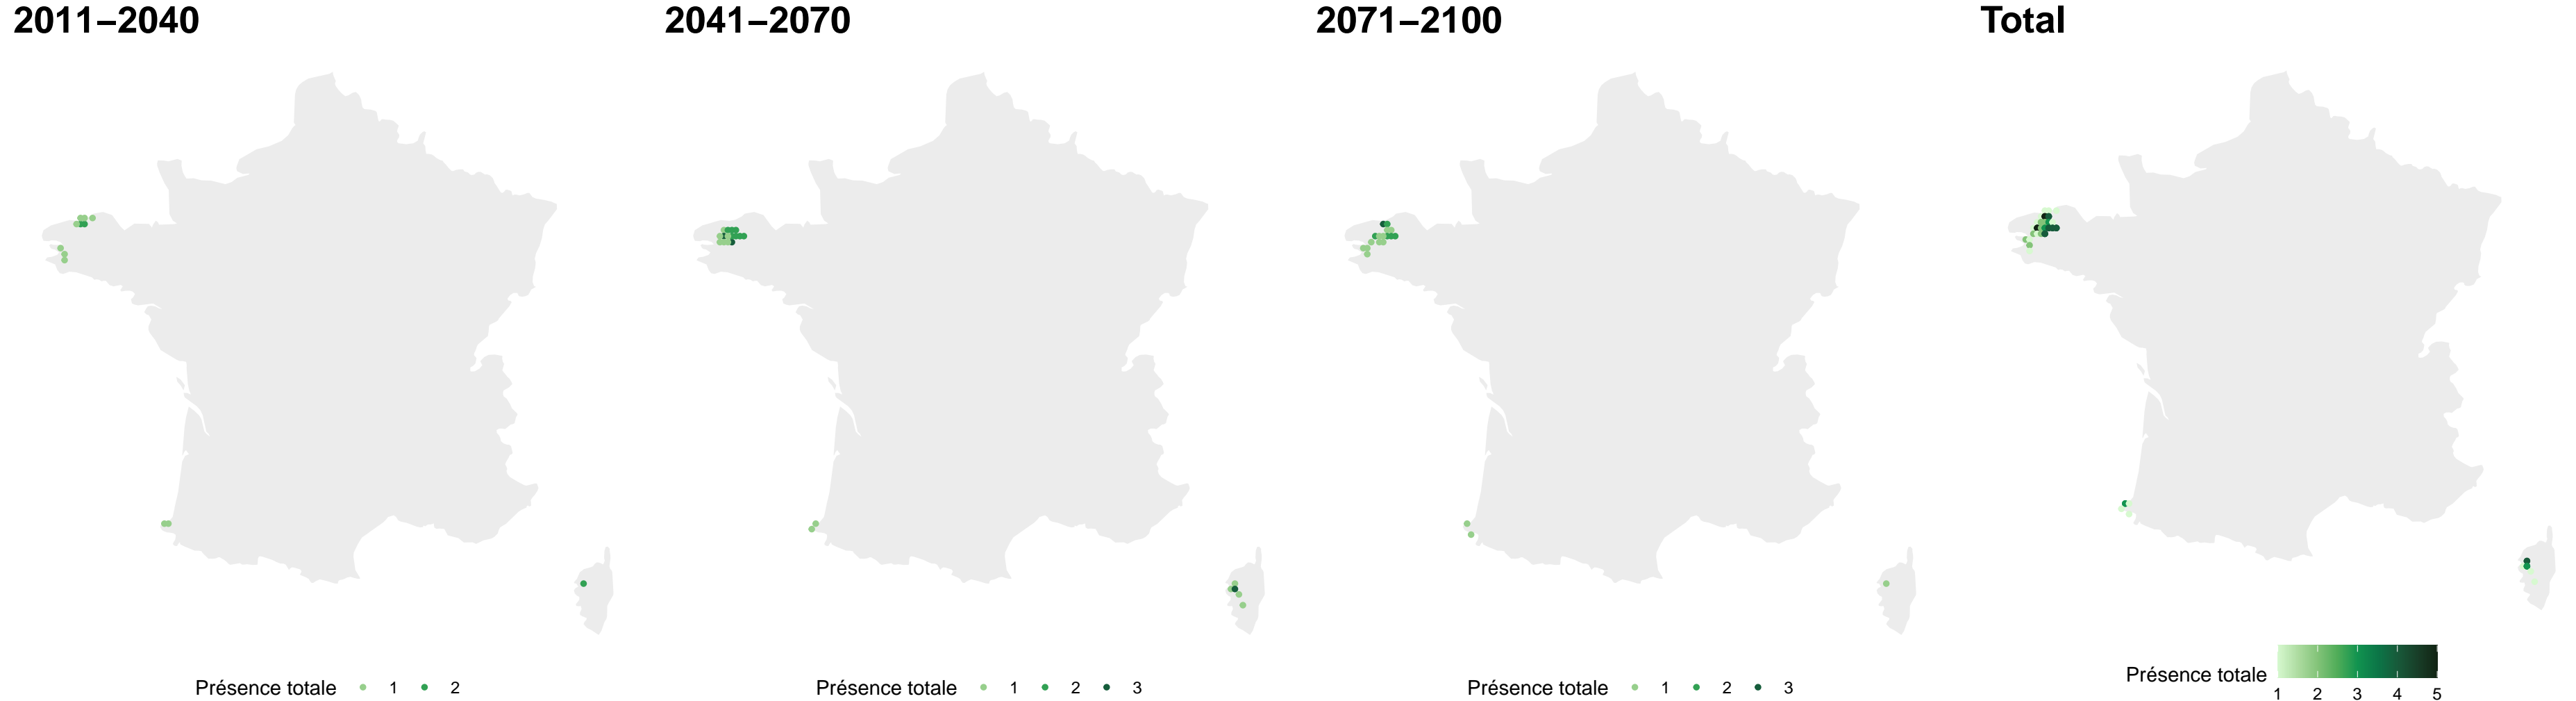 2011–2040
2041–2070
2071–2100
Total
Présence totale 1 2
Présence totale 1 2 3
Présence totale 1 2 3
Présence totale
1 2 3 4 5